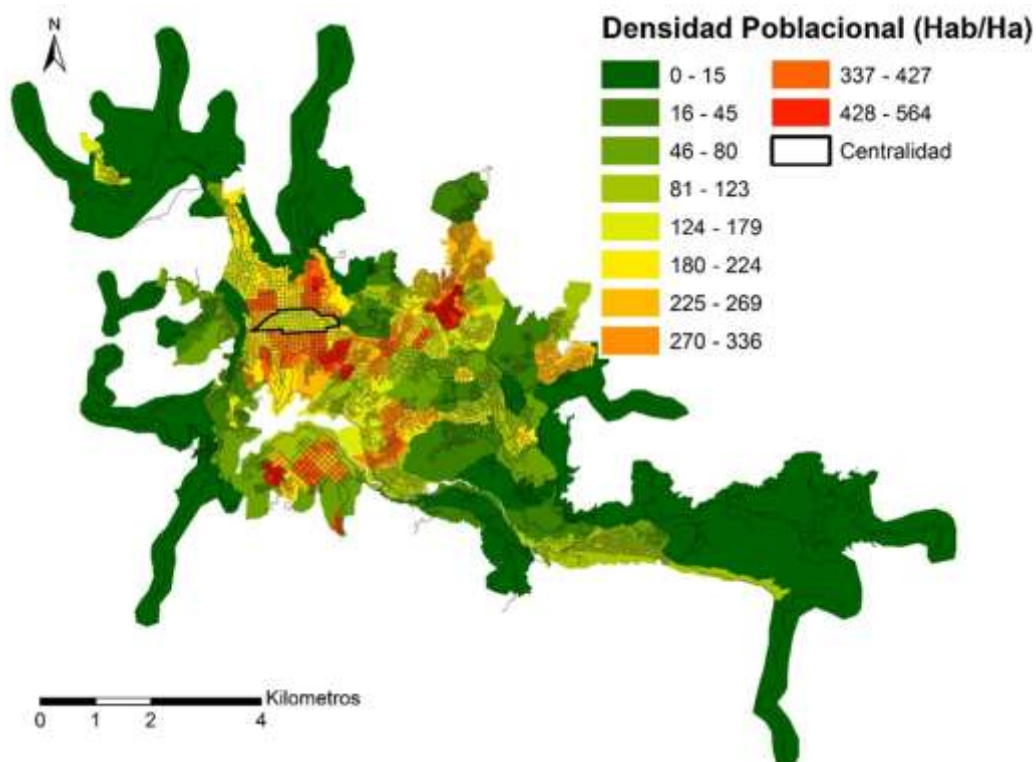 N
Densidad Poblacional (Hab/Ha)
0 - 15
16 - 45
46 - 80
81 - 123
124 - 179
180 - 224
225 - 269
270 - 336
337 - 427
428 - 564
Centralidad
Kilometros
0 1 2 4